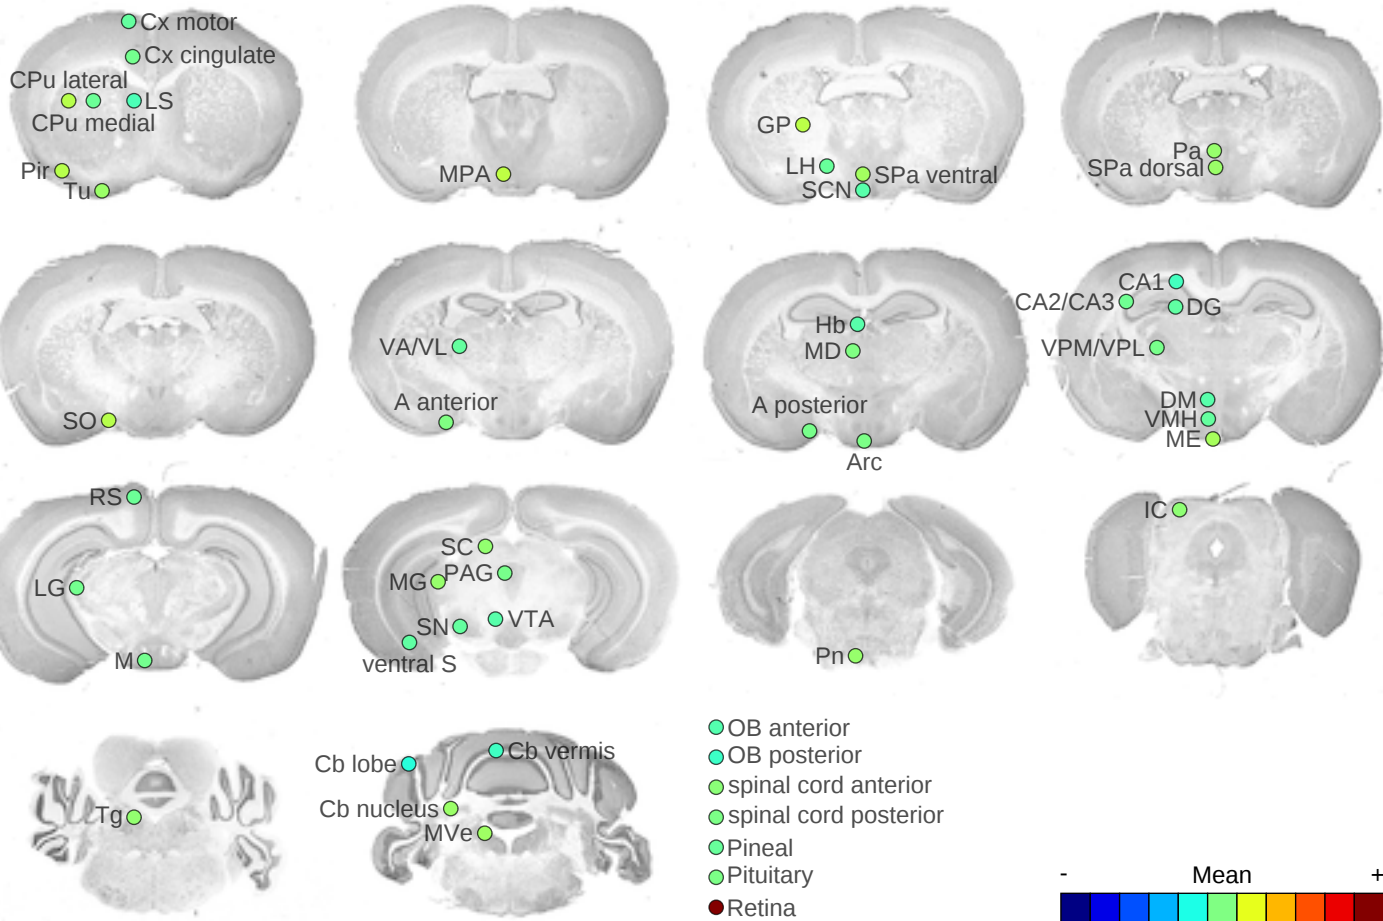 Cx motor
Cx cingulate
CPu lateral
LS
CPu medial
Pir
Tu
MPA
GP
LH
SPa ventral
SCN
Pa
SPa dorsal
SO
VA/VL
A anterior
Hb
MD
A posterior
Arc
CA1
CA2/CA3
DG
VPM/VPL
DM
VMH
ME
RS
LG
M
SC
MG
PAG
SN
VTA
ventral S
Pn
IC
Tg
Cb lobe
Cb vermis
Cb nucleus
MVe
OB anterior
OB posterior
spinal cord anterior
spinal cord posterior
Pineal
Pituitary
Retina
- Mean +